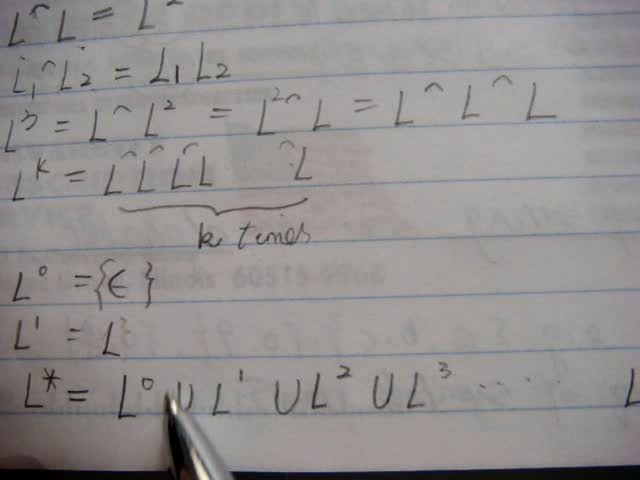 L⌢L = L²
L₁⌢L₂ = L₁L₂
L³ = L⌢L² = L²⌢L = L⌢L⌢L
Lᵏ = L⌢L⌢L⌢L ⌢L
k times
L⁰ = {ϵ}
L¹ = L
L* = L⁰ ∪ L¹ ∪ L² ∪ L³ ...... L